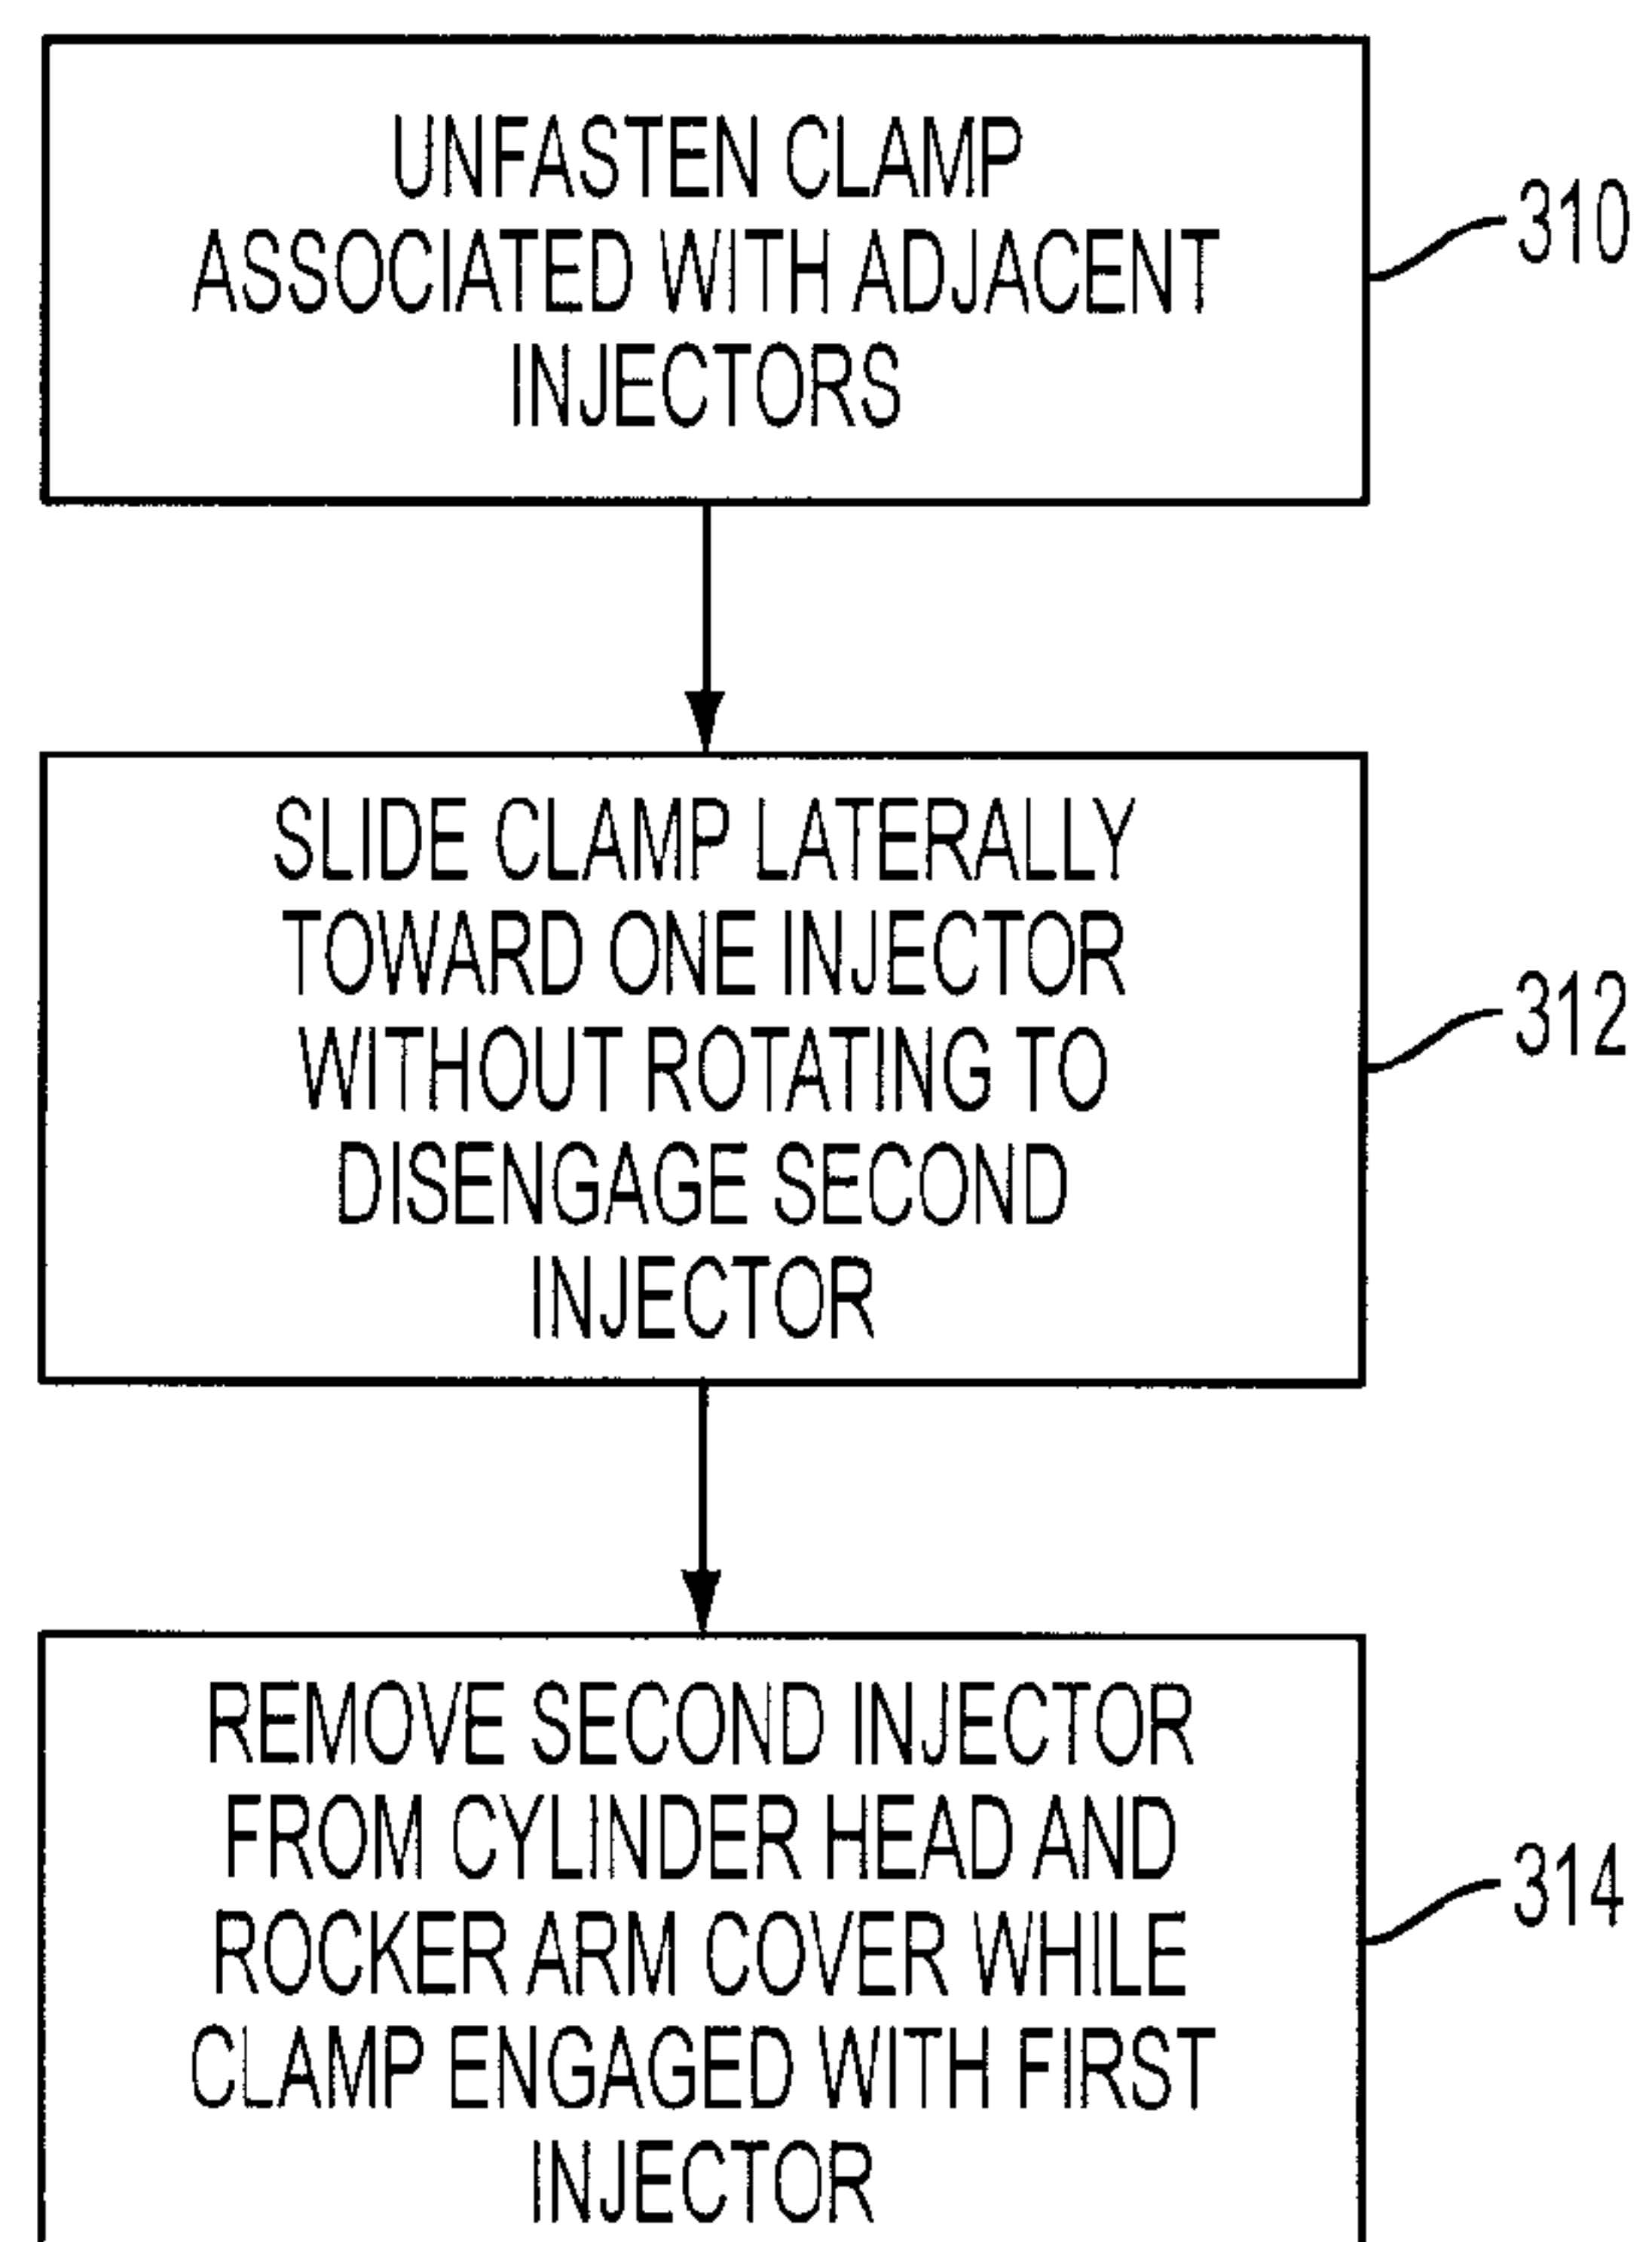 UNFASTEN CLAMP
ASSOCIATED WITH ADJACENT
INJECTORS
310
SLIDE CLAMP LATERALLY
TOWARD ONE INJECTOR
WITHOUT ROTATING TO
DISENGAGE SECOND
INJECTOR
312
REMOVE SECOND INJECTOR
FROM CYLINDER HEAD AND
ROCKER ARM COVER WHILE
CLAMP ENGAGED WITH FIRST
INJECTOR
314